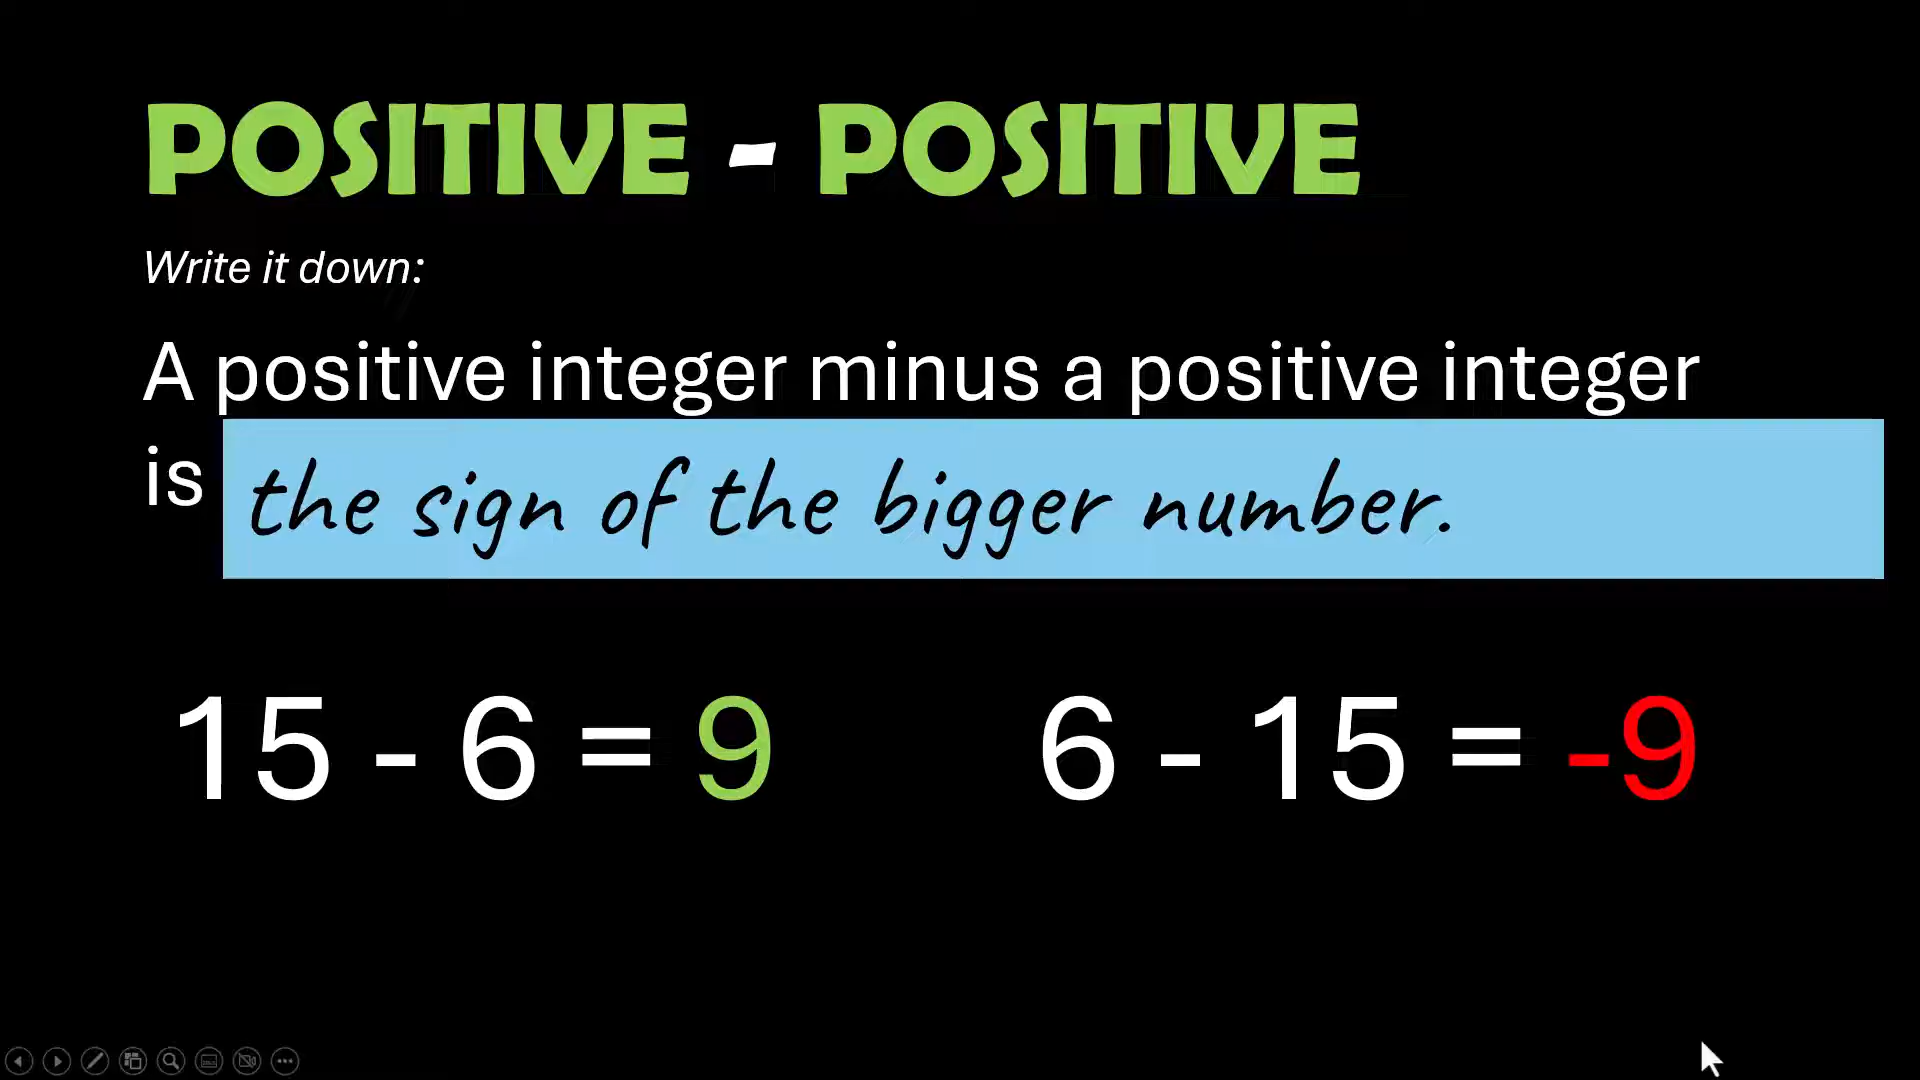 POSITIVE - POSITIVE
Write it down:
A positive integer minus a positive integer
is the sign of the bigger number.
15 - 6 = 9
6 - 15 = -9